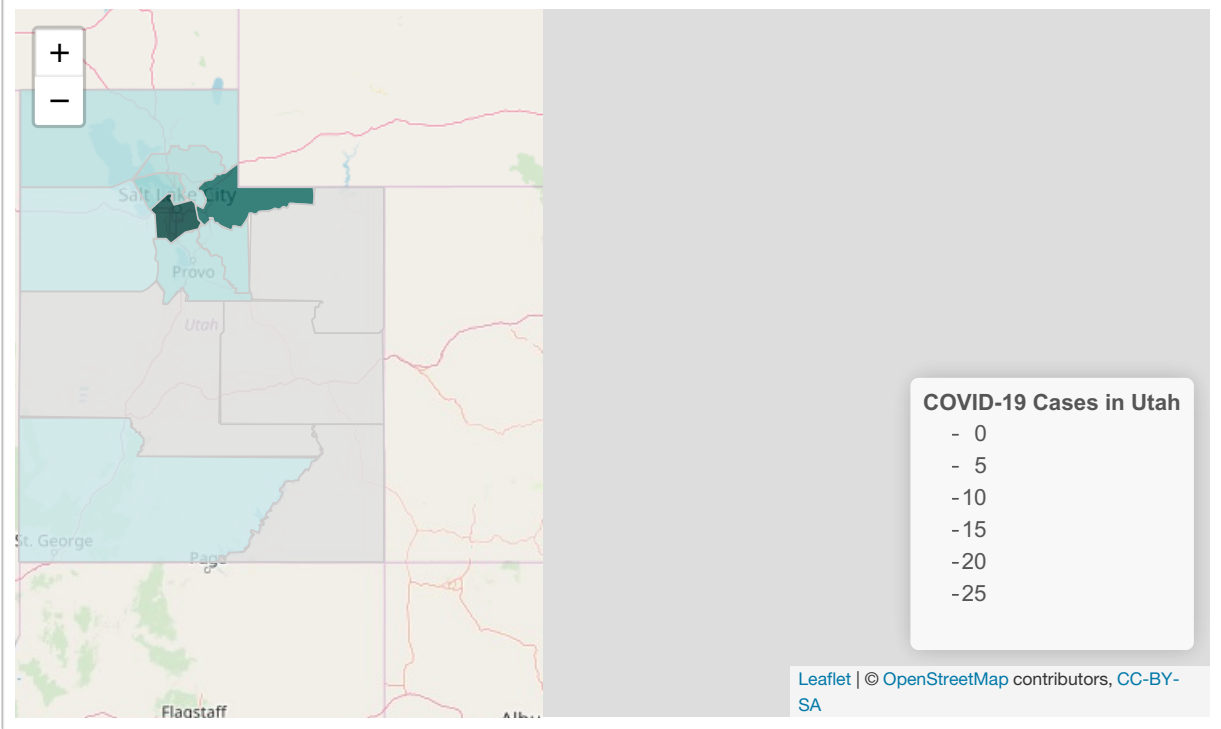 +
−
Salt Lake City
Provo
Utah
St. George
Page
Flagstaff
COVID-19 Cases in Utah
- 0
- 5
-10
-15
-20
-25
Leaflet | © OpenStreetMap contributors, CC-BY-
SA